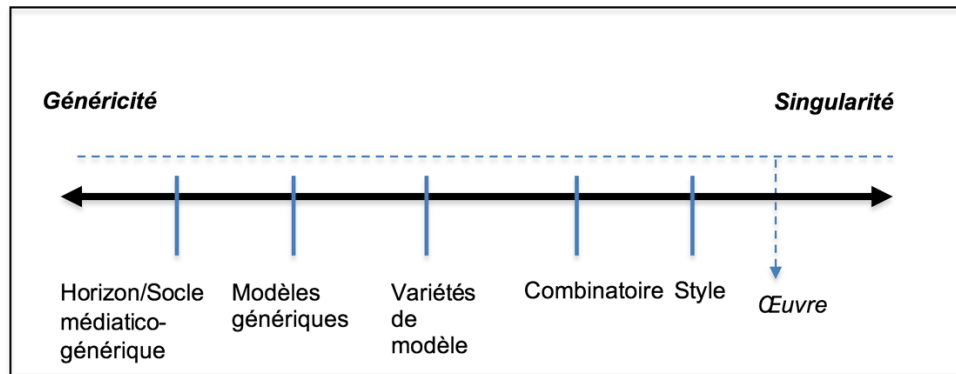 Généricité
Singularité
Horizon/Socle
médiatico-
générique
Modèles
génériques
Variétés
de
modèle
Combinatoire
Style
Œuvre